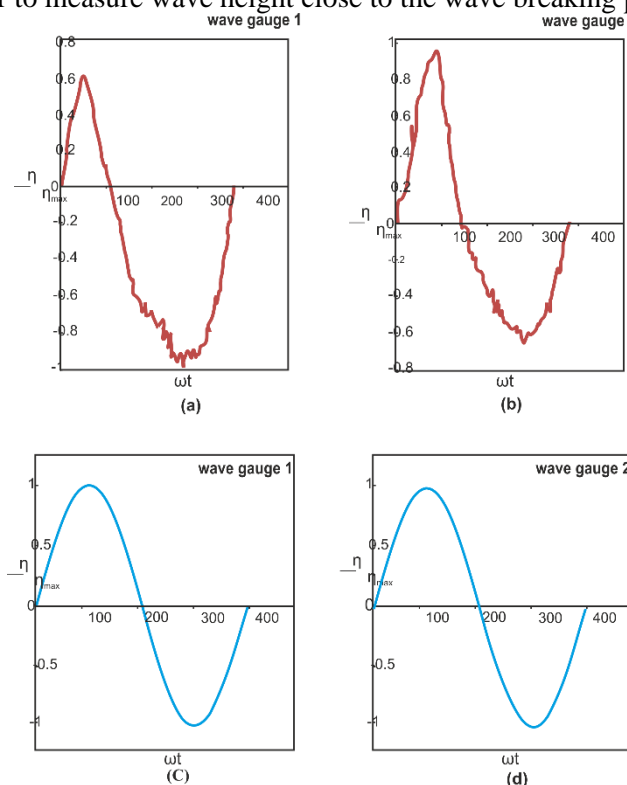 to measure wave height close to the wave breaking
wave gauge 1
0.8
0.6
0.4
0.2
0
-0.2
-0.4
-0.6
-0.8
-1
η
ηmax
100 200 300 400
ωt
(a)
wave gauge
1
0.8
0.6
0.4
0.2
0
-0.2
-0.4
-0.6
-0.8
η
ηmax
100 200 300 400
ωt
(b)
wave gauge 1
1
0.5
0
-0.5
-1
η
ηmax
100 200 300 400
ωt
(C)
wave gauge 2
1
0.5
0
-0.5
-1
η
ηmax
100 200 300 400
ωt
(d)